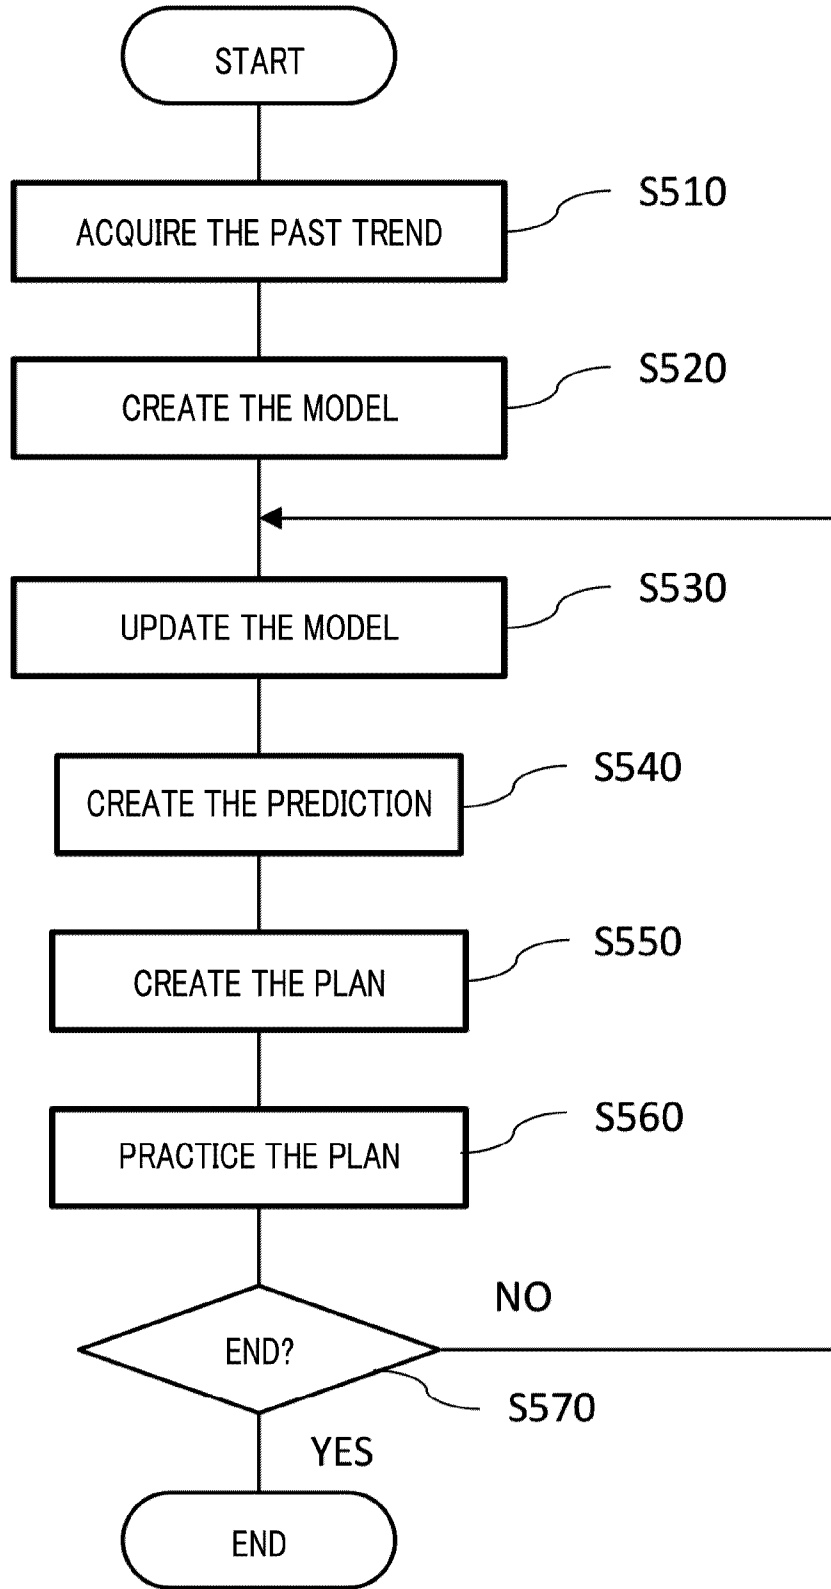 START
ACQUIRE THE PAST TREND
S510
CREATE THE MODEL
S520
UPDATE THE MODEL
S530
CREATE THE PREDICTION
S540
CREATE THE PLAN
S550
PRACTICE THE PLAN
S560
END?
NO
S570
YES
END